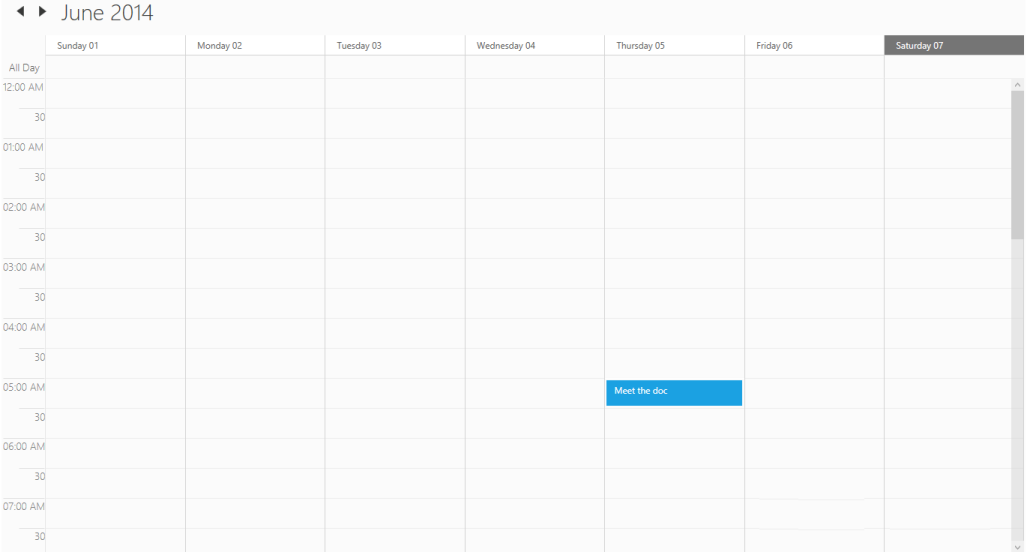 June 2014
Sunday 01 Monday 02 Tuesday 03 Wednesday 04 Thursday 05 Friday 06 Saturday 07
All Day
12:00 AM
30
01:00 AM
30
02:00 AM
30
03:00 AM
30
04:00 AM
30
05:00 AM Meet the doc
30
06:00 AM
30
07:00 AM
30